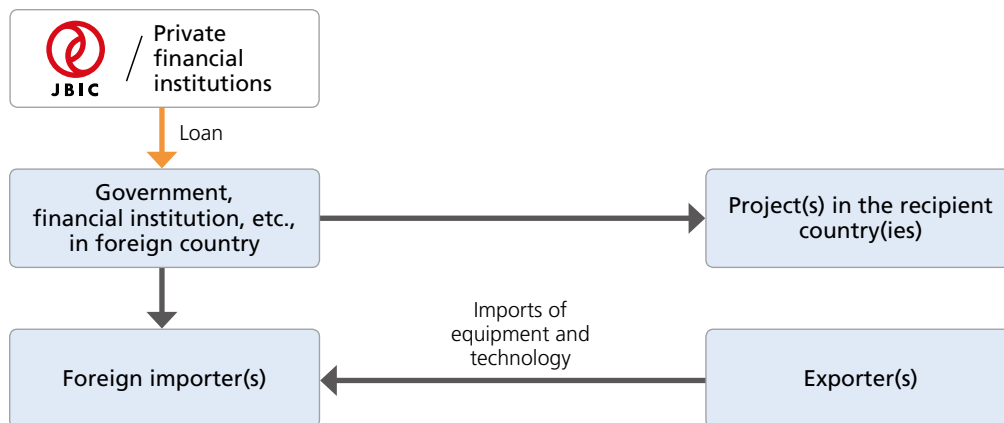 JBIC
/
Private
financial
institutions
Loan
Government,
financial institution, etc.,
in foreign country
Project(s) in the recipient
country(ies)
Imports of
equipment and
technology
Foreign importer(s)
Exporter(s)